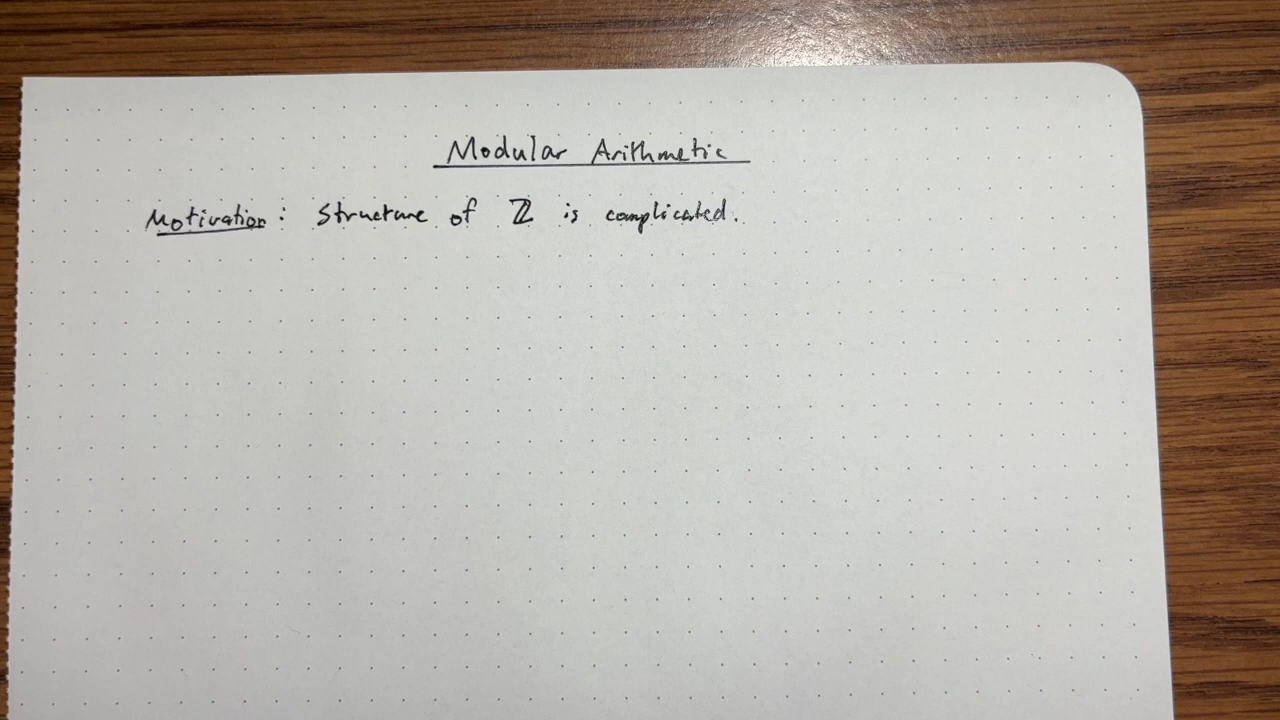 Modular Arithmetic
Motivation: Structure of ℤ is complicated.